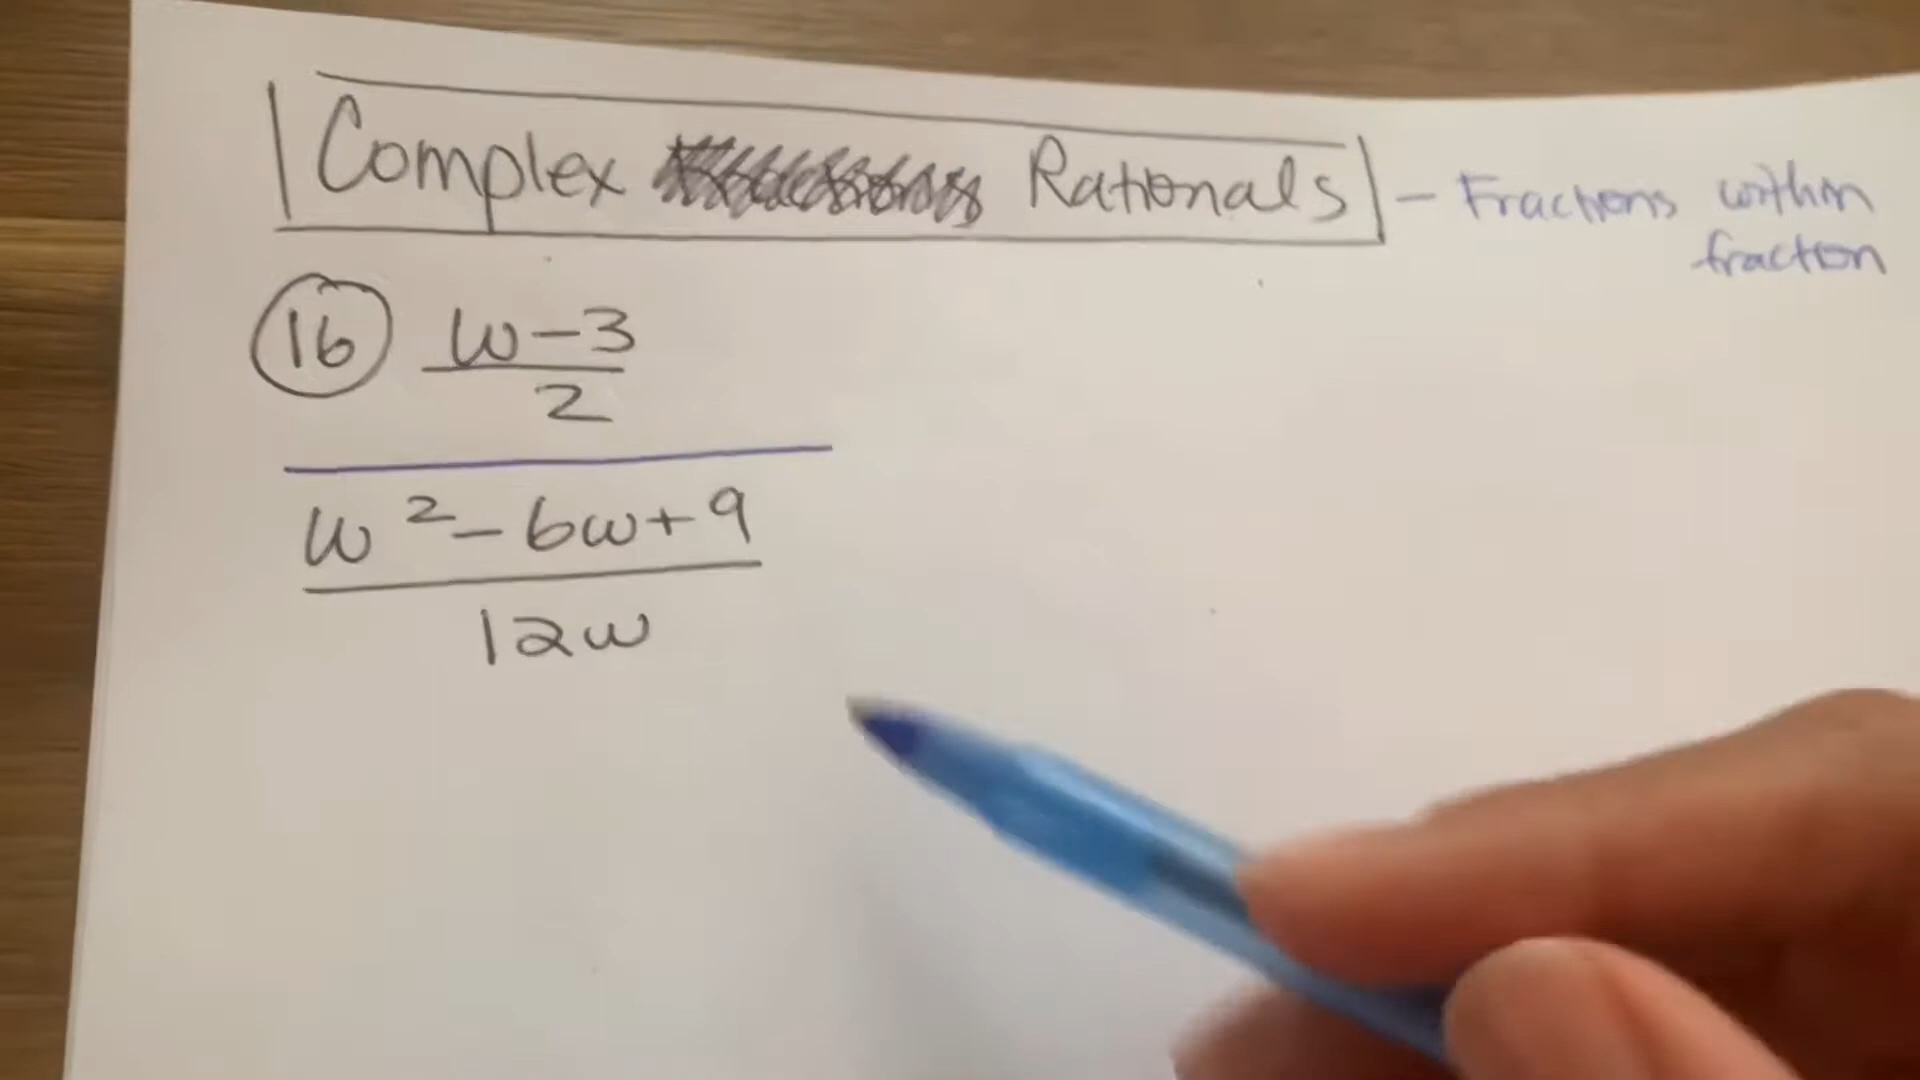 Complex Rationals - Fractions within
fraction
16 w-3
2
w²-6w+9
12w